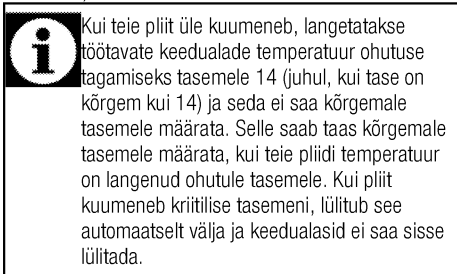 Kui teie pliit üle kuumeneb, langetatakse
töötavate keedualade temperatuur ohutuse
tagamiseks tasemele 14 (juhul, kui tase on
kõrgem kui 14) ja seda ei saa kõrgemale
tasemele määrata. Selle saab taas kõrgemale
tasemele määrata, kui teie pliidi temperatuur
on langenud ohutule tasemele. Kui pliit
kuumeneb kriitilise tasemeni, lülitub see
automaatselt välja ja keedualasid ei saa sisse
lülitada.